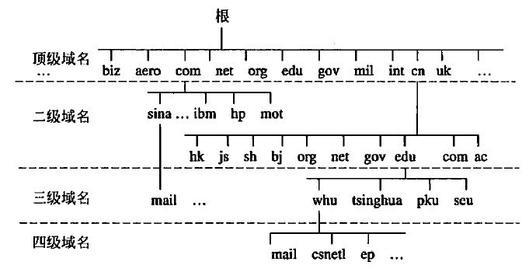 根
顶级域名
... biz aero com net org edu gov mil int cn uk ...
二级域名 sina ... ibm hp mot
hk js sh bj org net gov edu com ac
三级域名 mail ... whu tsinghua pku seu
四级域名 mail csnetl ep ...